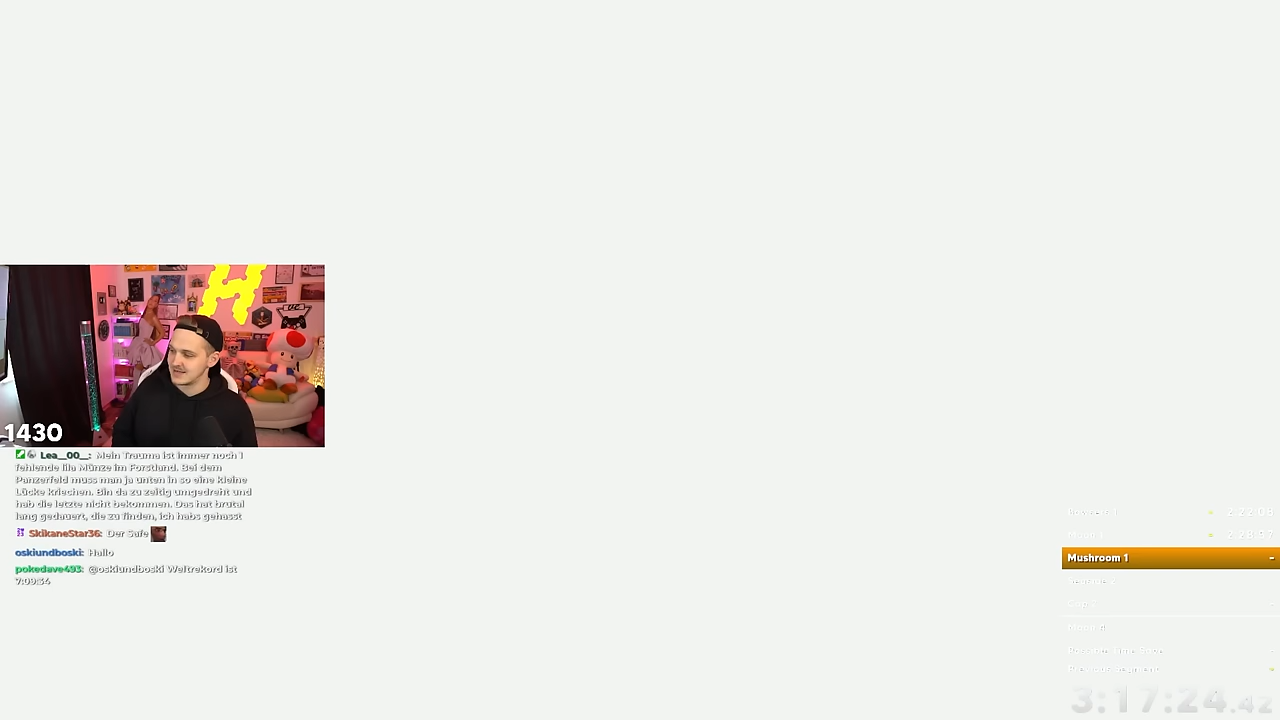 1430
Lea__00__: Mein Trauma ist immer noch 1
fehlende lila Münze im Forstland. Bei dem
Panzerfeld muss man ja unten in so eine kleine
Lücke kriechen. Bin da zu zeitig umgedreht und
hab die letzte nicht bekommen. Das hat brutal
lang gedauert, die zu finden, ich habs gehasst
SkikaneStar36: Der Safe
oskiundboski: Hallo
pokedave493: @oskiundboski Weltrekord ist
7:09:34
Mushroom 1 -
3:17:24.42